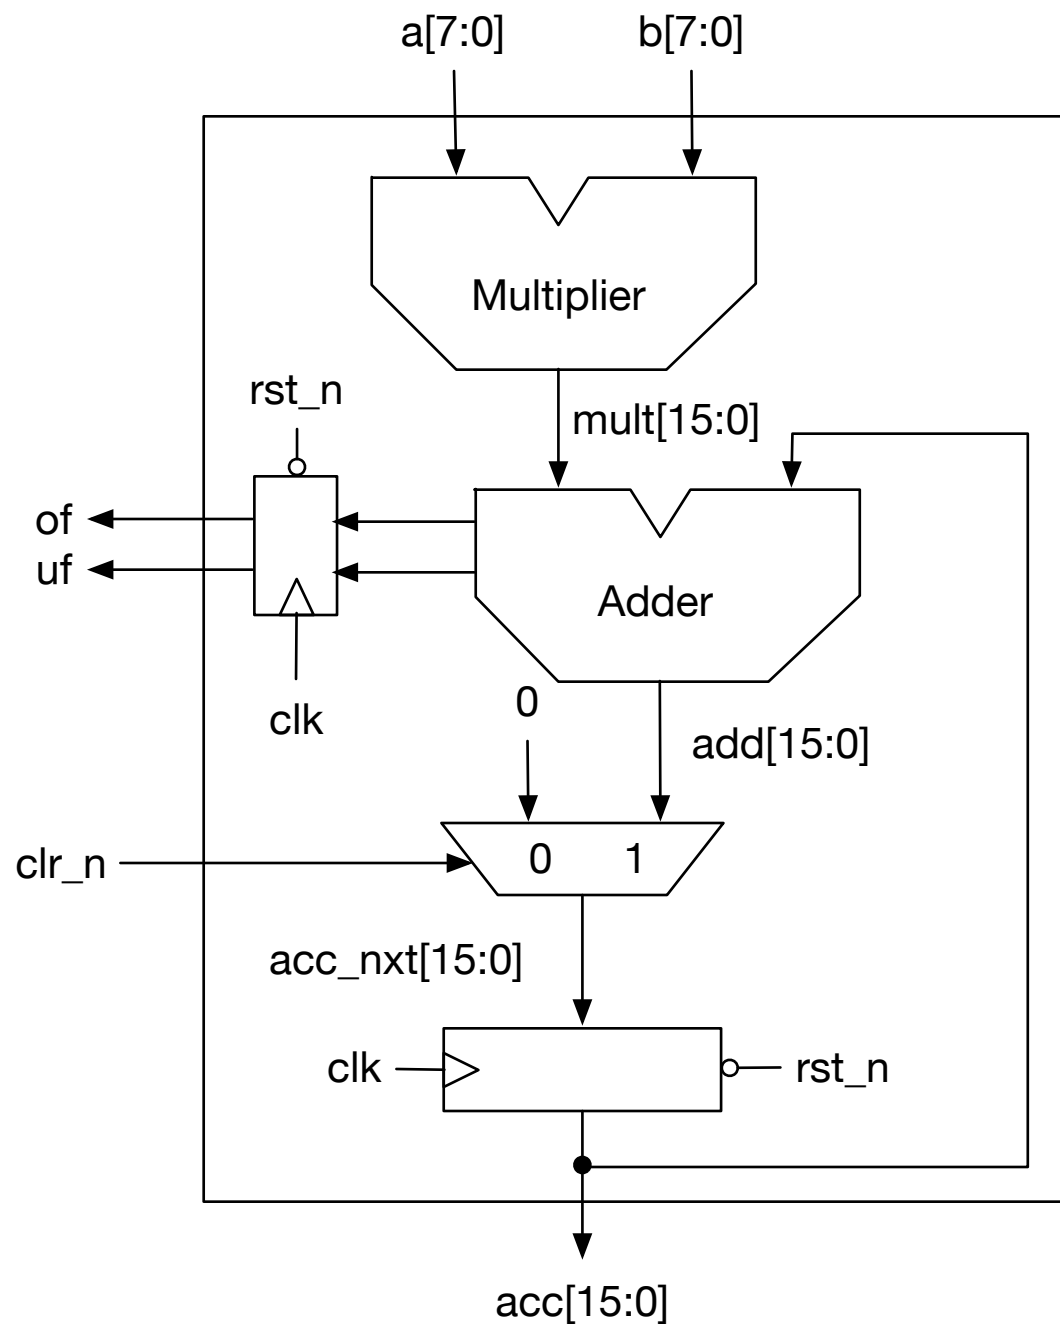 a[7:0]
b[7:0]
Multiplier
rst_n
mult[15:0]
of
uf
Adder
clk
0
add[15:0]
clr_n
0
1
acc_nxt[15:0]
clk
rst_n
acc[15:0]